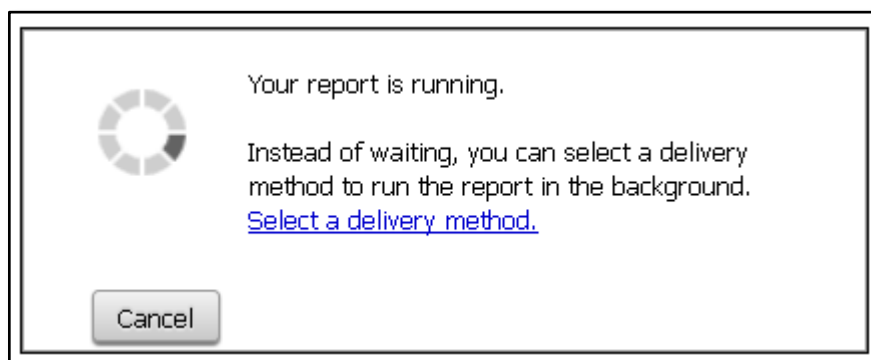 Your report is running.
Instead of waiting, you can select a delivery
method to run the report in the background.
Select a delivery method.
Cancel